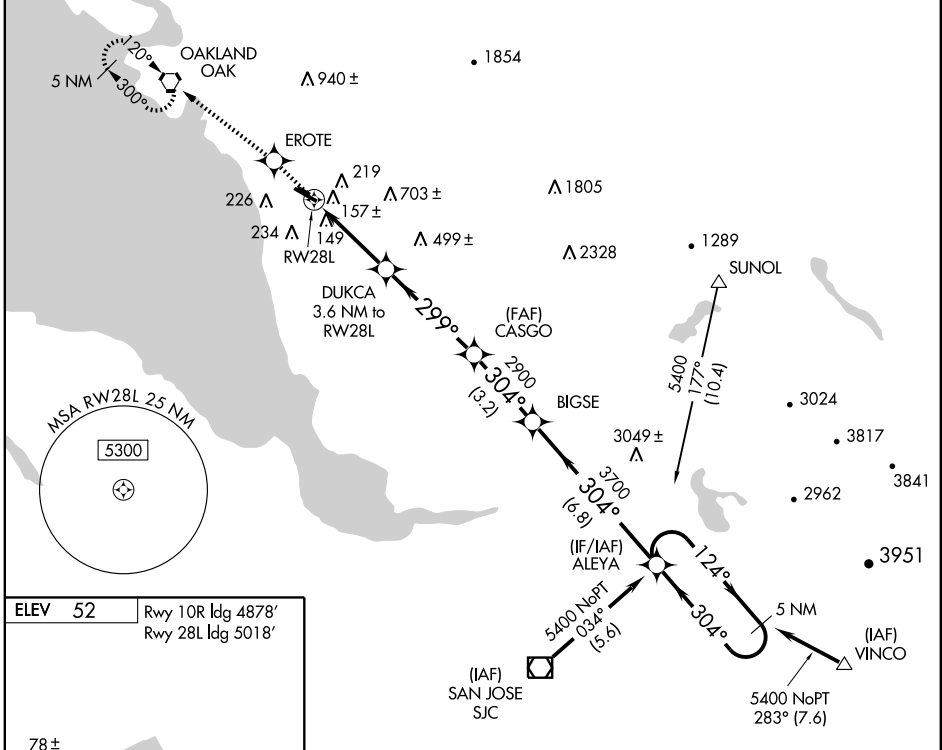 1854
OAKLAND
OAK
120°
940 ±
5 NM
300°
EROTE
219
226
703 ±
1805
157 ±
234
149
499 ±
2328
1289
RW28L
SUNOL
DUKCA
3.6 NM to
RW28L
299°
(FAF)
CASGO
2900
304°
(3.2)
5400
177°
(10.4)
BIGSE
MSA RW28L 25 NM
5300
3024
3049 ±
3817
3841
3700
304°
(6.8)
2962
(IF/IAF)
ALEYA
124°
3951
5400 NoPT
034°
(5.6)
304°
5 NM
ELEV 52
Rwy 10R ldg 4878'
Rwy 28L ldg 5018'
(IAF)
SAN JOSE
SJC
(IAF)
VINCO
5400 NoPT
283° (7.6)
78 ±